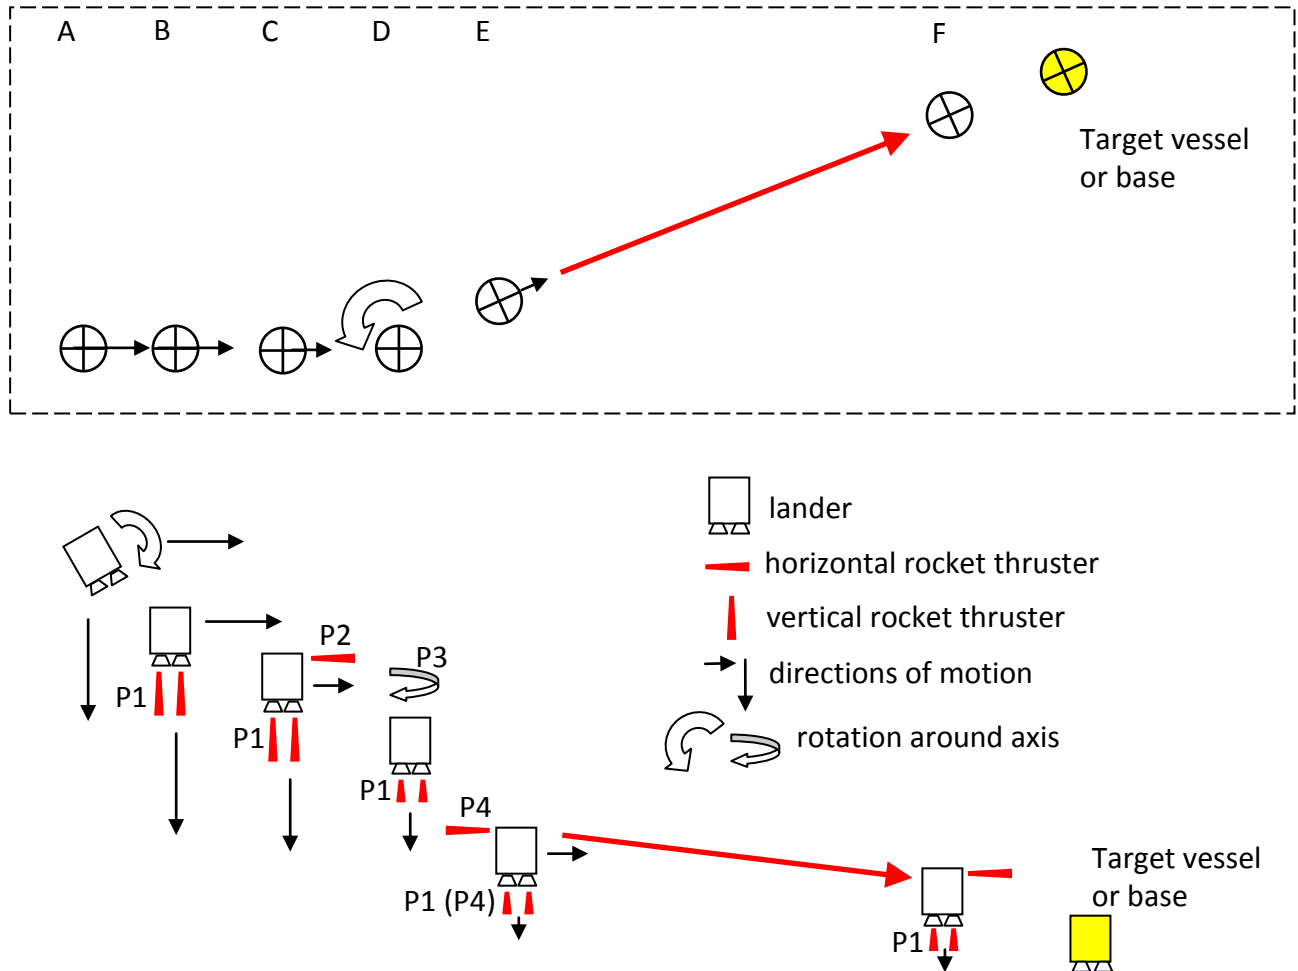 A B C D E F
Target vessel
or base
lander
horizontal rocket thruster
vertical rocket thruster
P2
P3
directions of motion
P1
P1
rotation around axis
P1
P4
P1 (P4)
Target vessel
or base
P1